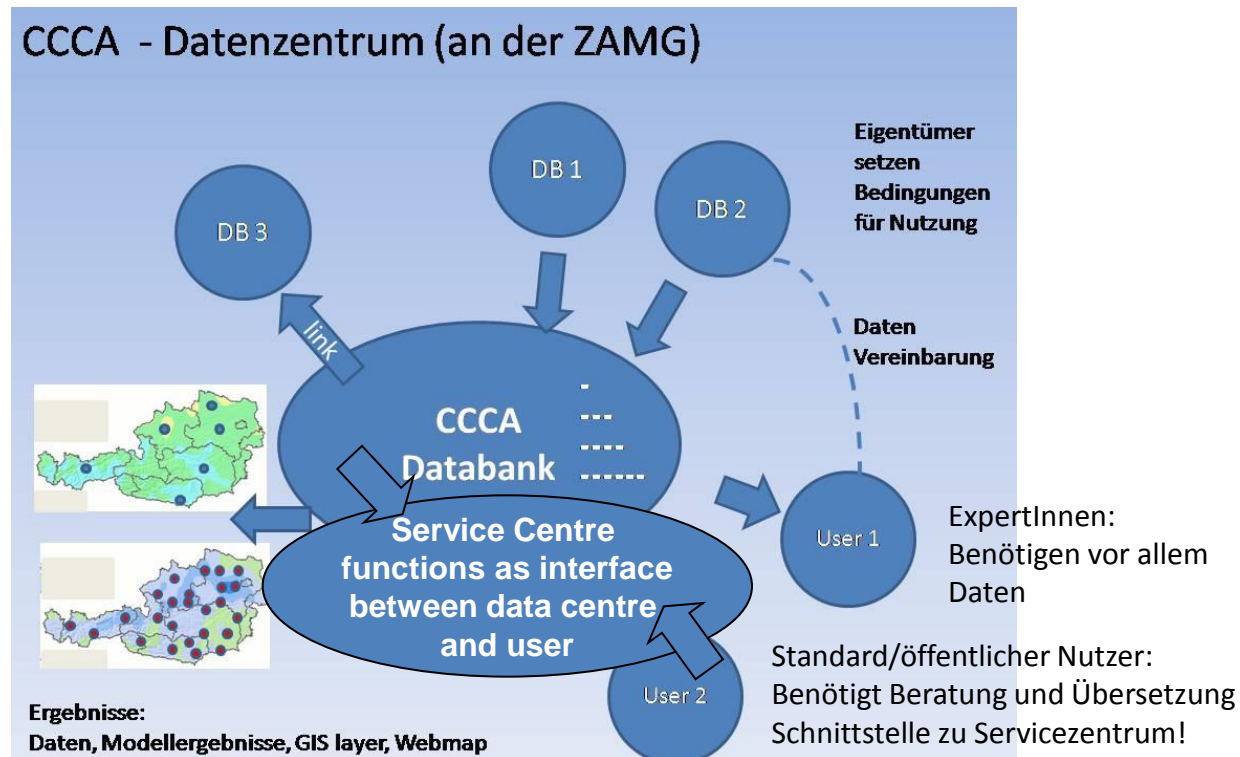 CCCA - Datenzentrum (an der ZAMG)
DB 1
DB 2
DB 3
Eigentümer
setzen
Bedingungen
für Nutzung
link
Daten
Vereinbarung
CCCA
Databank
-
---
----
------
Service Centre
functions as interface
between data centre
and user
User 1
ExpertInnen:
Benötigen vor allem
Daten
User 2
Standard/öffentlicher Nutzer:
Benötigt Beratung und Übersetzung
Schnittstelle zu Servicezentrum!
Ergebnisse:
Daten, Modellergebnisse, GIS layer, Webmap